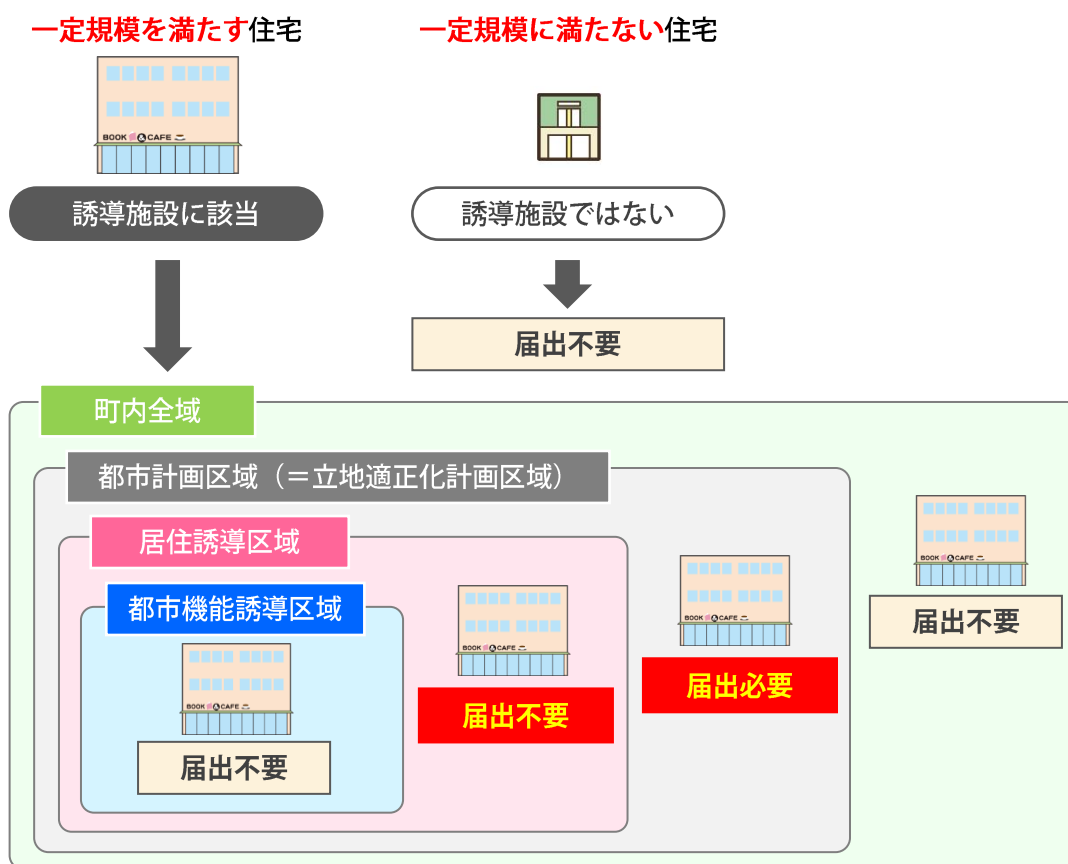 一定規模を満たす住宅
一定規模に満たない住宅
BOOK & CAFE
誘導施設に該当
誘導施設ではない
届出不要
町内全域
都市計画区域（＝立地適正化計画区域）
居住誘導区域
都市機能誘導区域
BOOK & CAFE
届出不要
BOOK & CAFE
届出不要
BOOK & CAFE
届出必要
BOOK & CAFE
届出不要